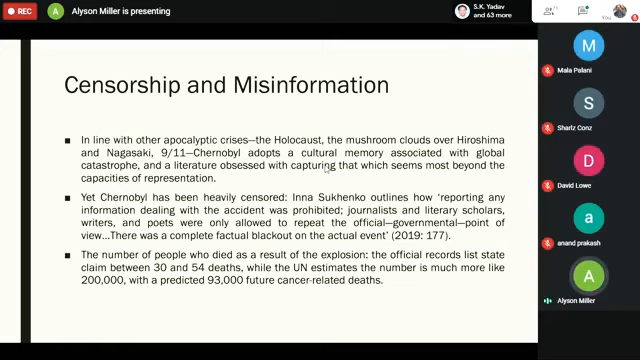 REC
A
Alyson Miller is presenting
S.K. Yadav
and 63 more
You
Censorship and Misinformation
In line with other apocalyptic crises—the Holocaust, the mushroom clouds over Hiroshima
and Nagasaki, 9/11—Chernobyl adopts a cultural memory associated with global
catastrophe, and a literature obsessed with capturing that which seems most beyond the
capacities of representation.
Yet Chernobyl has been heavily censored: Inna Sukhenko outlines how ‘reporting any
information dealing with the accident was prohibited; journalists and literary scholars,
writers, and poets were only allowed to repeat the official—governmental—point of
view...There was a complete factual blackout on the actual event’ (2019: 177).
The number of people who died as a result of the explosion: the official records list state
claim between 30 and 54 deaths, while the UN estimates the number is much more like
200,000, with a predicted 93,000 future cancer-related deaths.
M
Mala Palani
S
Shariz Conz
D
David Lowe
a
anand prakash
A
Alyson Miller